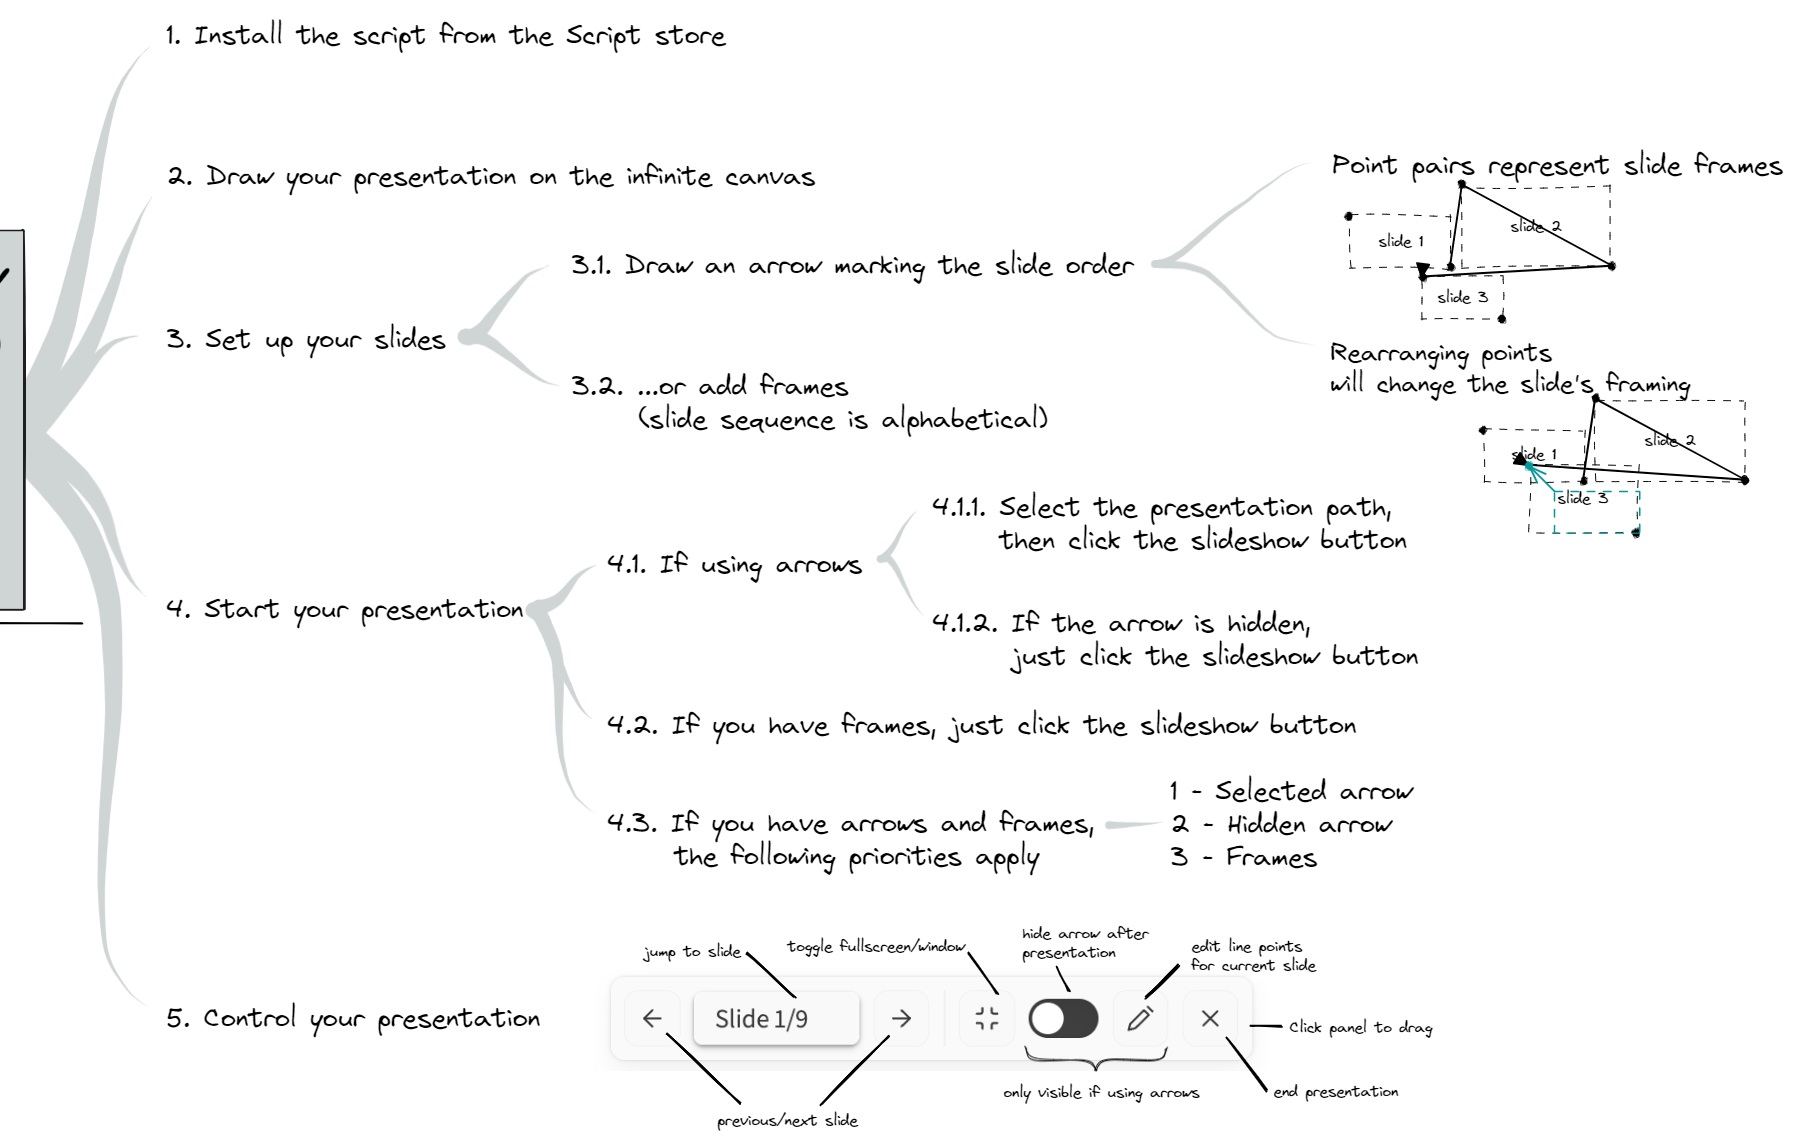 1. Install the script from the Script store
2. Draw your presentation on the infinite canvas
3. Set up your slides
3.1. Draw an arrow marking the slide order
Point pairs represent slide frames
slide 1
slide 2
slide 3
Rearranging points
will change the slide's framing
slide 1
slide 2
slide 3
3.2. ...or add frames
(slide sequence is alphabetical)
4. Start your presentation
4.1. If using arrows
4.1.1. Select the presentation path,
then click the slideshow button
4.1.2. If the arrow is hidden,
just click the slideshow button
4.2. If you have frames, just click the slideshow button
4.3. If you have arrows and frames,
the following priorities apply
1 - Selected arrow
2 - Hidden arrow
3 - Frames
5. Control your presentation
jump to slide
toggle fullscreen/window
hide arrow after
presentation
edit line points
for current slide
Slide 1/9
Click panel to drag
only visible if using arrows
end presentation
previous/next slide